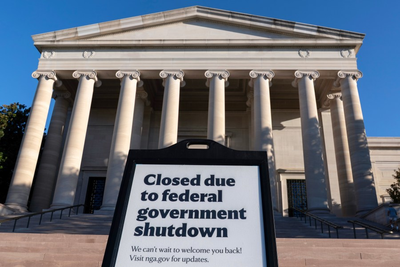 Closed due
to federal
government
shutdown
We can't wait to welcome you back!
Visit nga.gov for updates.